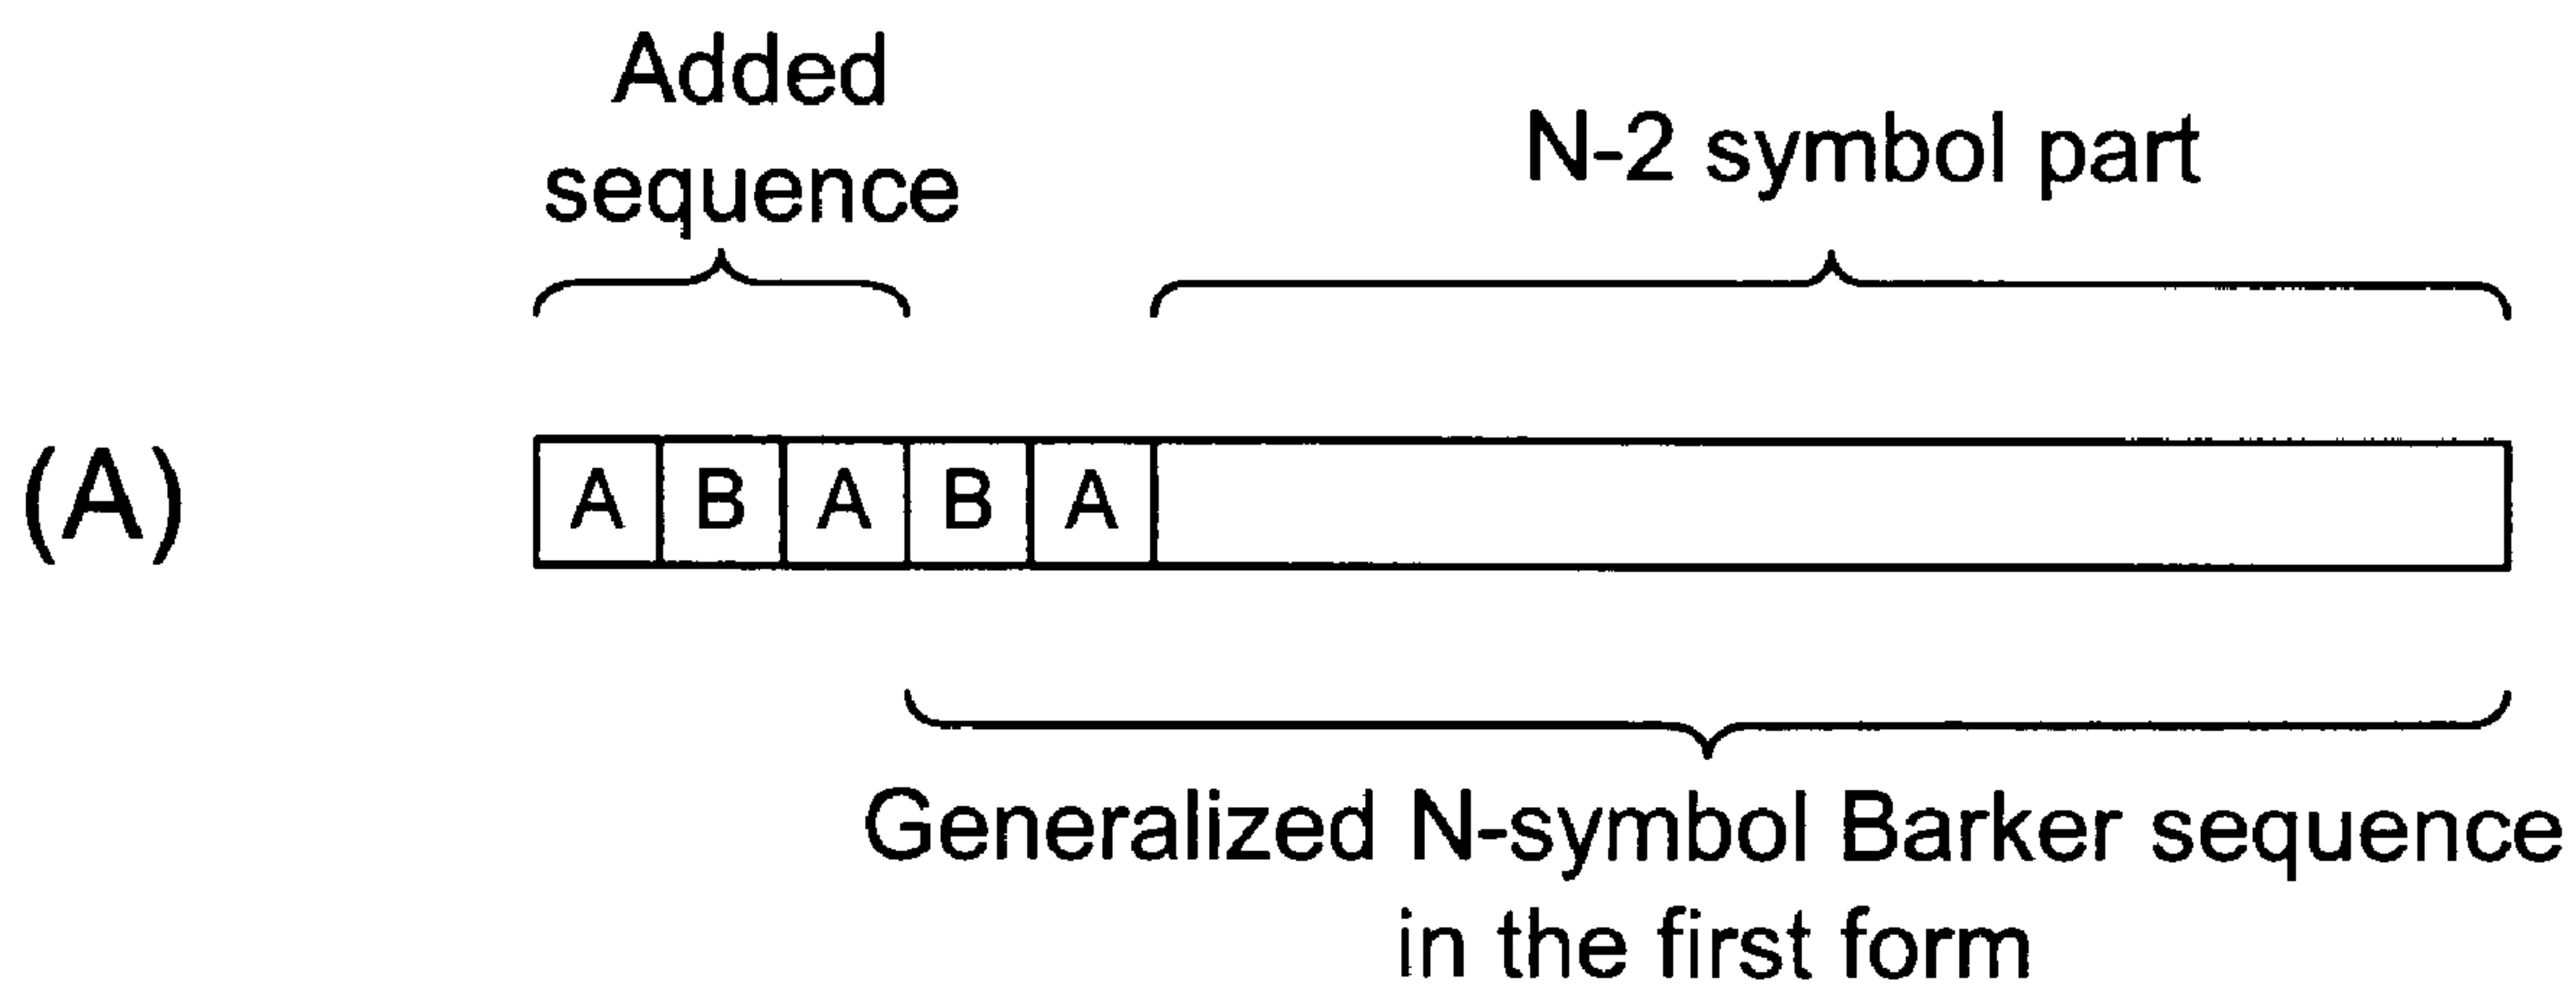 Added
sequence
N-2 symbol part
(A)
A B A B A
Generalized N-symbol Barker sequence
in the first form